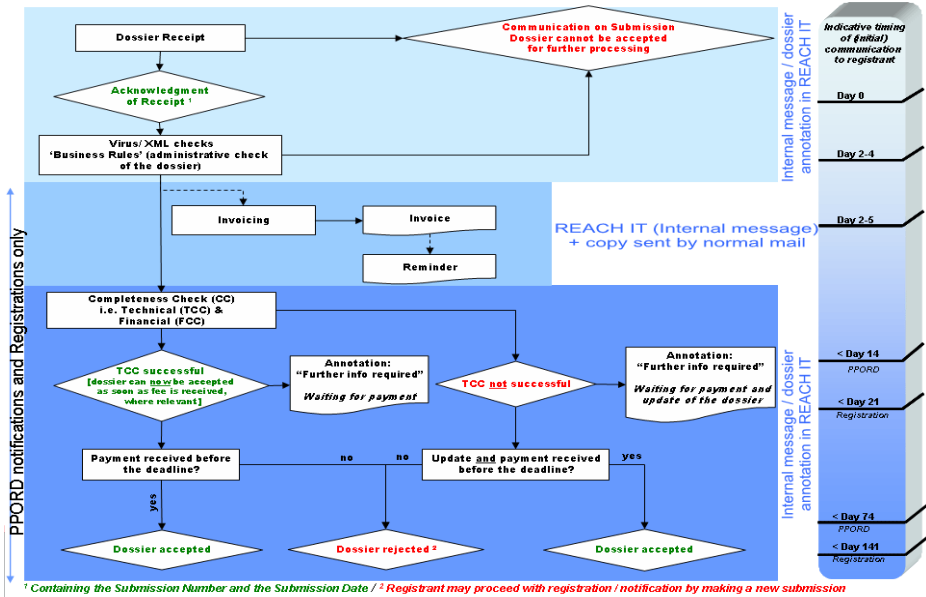 Dossier Receipt
Communication on Submission
Dossier cannot be accepted
for further processing
Acknowledgment
of Receipt ¹
Virus/ XML checks
‘Business Rules’ (administrative check
of the dossier)
Internal message / dossier
annotation in REACH IT
Indicative timing
of (initial)
communication
to registrant
Day 0
Day 2-4
Day 2-5
Invoicing
Invoice
Reminder
REACH IT (Internal message)
+ copy sent by normal mail
PPORD notifications and Registrations only
Completeness Check (CC)
i.e. Technical (TCC) &
Financial (FCC)
TCC successful
[dossier can now be accepted
as soon as fee is received,
where relevant]
Annotation:
“Further info required”
Waiting for payment
TCC not successful
Annotation:
“Further info required”
Waiting for payment and
update of the dossier
Internal message / dossier
annotation in REACH IT
< Day 14
PPORD
< Day 21
Registration
Payment received before
the deadline?
no
no
Update and payment received
before the deadline?
yes
yes
Dossier accepted
Dossier rejected ²
Dossier accepted
< Day 74
PPORD
< Day 141
Registration
¹ Containing the Submission Number and the Submission Date / ² Registrant may proceed with registration / notification by making a new submission